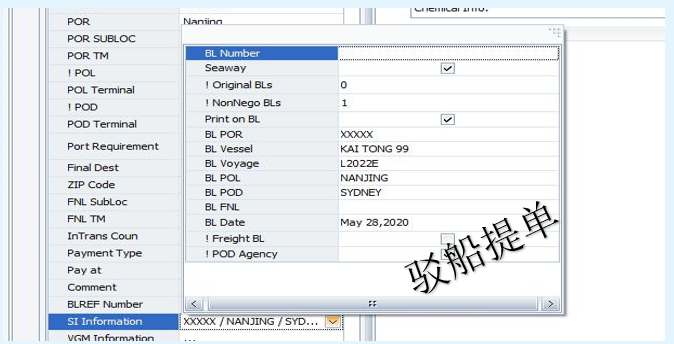 Chemical Info:
POR
Nanjing
POR SUBLOC
POR TM
! POL
POL Terminal
! POD
POD Terminal
Port Requirement
Final Dest
ZIP Code
FNL SubLoc
FNL TM
InTrans Coun
Payment Type
Pay at
Comment
BLREF Number
SI Information
XXXXX / NANJING / SYD...
VGM Information
...
BL Number
Seaway
! Original BLs 0
! NonNego BLs 1
Print on BL
BL POR XXXXX
BL Vessel KAI TONG 99
BL Voyage L2022E
BL POL NANJING
BL POD SYDNEY
BL FNL
BL Date May 28,2020
! Freight BL
! POD Agency
驳船提单